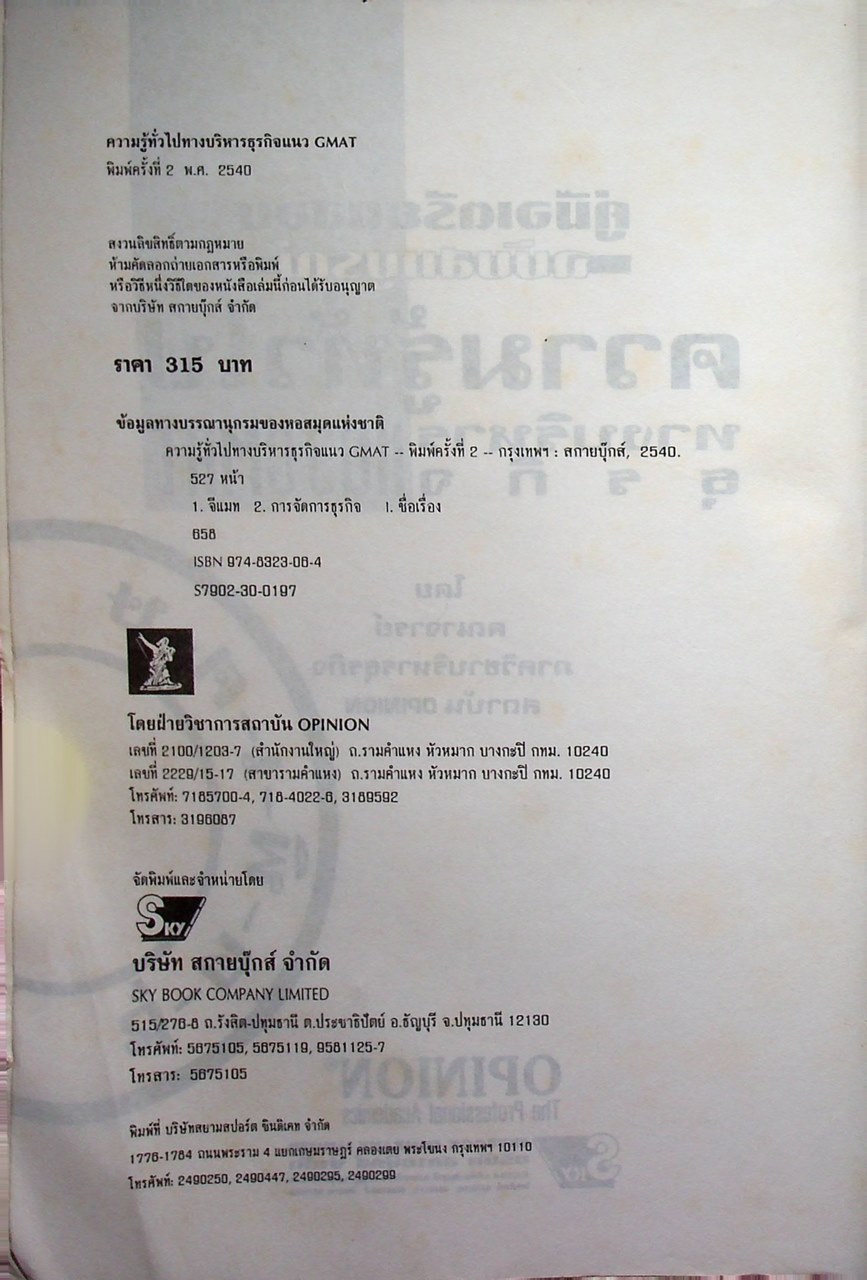 ความรู้ทั่วไปทางบริหารธุรกิจแนว GMAT
พิมพ์ครั้งที่ 2 พ.ศ. 2540
สงวนลิขสิทธิ์ตามกฎหมาย
ห้ามคัดลอกถ่ายเอกสารหรือพิมพ์
หรือวิธีหนึ่งวิธีใดของหนังสือเล่มนี้ก่อนได้รับอนุญาต
จากบริษัท สกายบุ๊กส์ จำกัด
ราคา 315 บาท
ข้อมูลทางบรรณานุกรมของหอสมุดแห่งชาติ
ความรู้ทั่วไปทางบริหารธุรกิจแนว GMAT -- พิมพ์ครั้งที่ 2 -- กรุงเทพฯ : สกายบุ๊กส์, 2540.
527 หน้า
1. จีแมท 2. การจัดการธุรกิจ I. ชื่อเรื่อง
658
ISBN 974-8323-08-4
S7902-30-0197
โดยฝ่ายวิชาการสถาบัน OPINION
เลขที่ 2100/1203-7 (สำนักงานใหญ่) ถ.รามคำแหง หัวหมาก บางกะปิ กทม. 10240
เลขที่ 2229/15-17 (สาขารามคำแหง) ถ.รามคำแหง หัวหมาก บางกะปิ กทม. 10240
โทรศัพท์: 7185700-4, 718-4022-6, 3189592
โทรสาร: 3196087
จัดพิมพ์และจำหน่ายโดย
SKY
บริษัท สกายบุ๊กส์ จำกัด
SKY BOOK COMPANY LIMITED
515/276-8 ถ.รังสิต-ปทุมธานี ต.ประชาธิปัตย์ อ.ธัญบุรี จ.ปทุมธานี 12130
โทรศัพท์: 5675105, 5675119, 9581125-7
โทรสาร: 5675105
พิมพ์ที่ บริษัทสยามสปอร์ต ซินดิเคท จำกัด
1776-1784 ถนนพระราม 4 แยกเกษมราษฎร์ คลองเตย พระโขนง กรุงเทพฯ 10110
โทรศัพท์: 2490250, 2490447, 2490295, 2490299